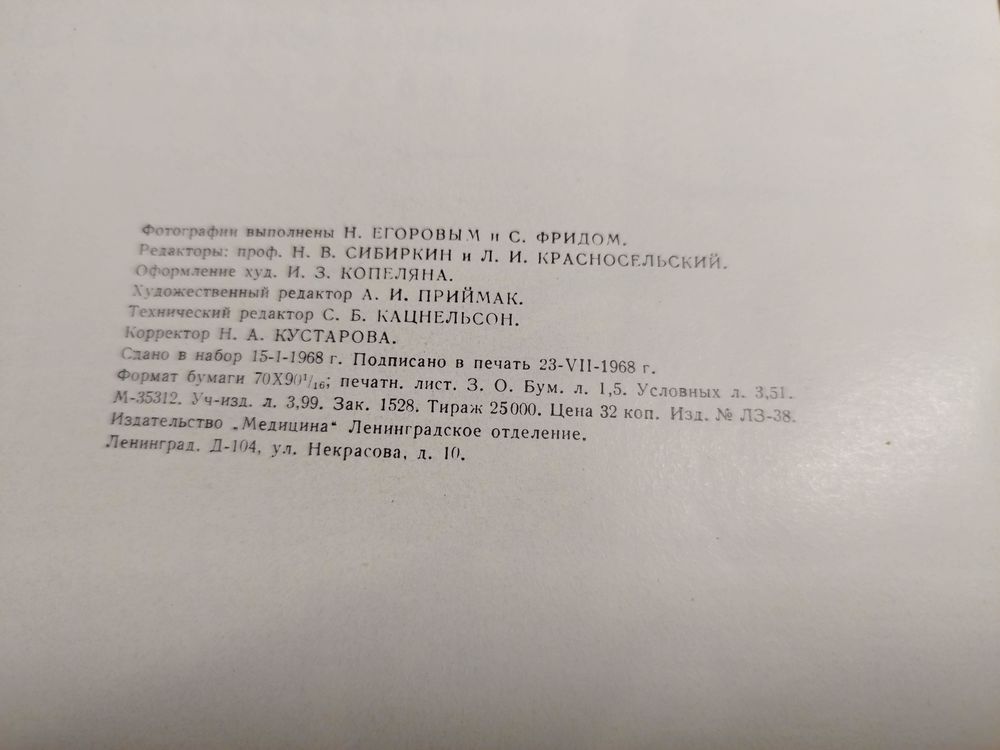 Фотографии выполнены Н. ЕГОРОВЫМ и С. ФРИДОМ.
Редакторы: проф. Н. В. СИБИРКИН и Л. И. КРАСНОСЕЛЬСКИЙ.
Оформление худ. И. З. КОПЕЛЯНА.
Художественный редактор А. И. ПРИЙМАК.
Технический редактор С. Б. КАЦНЕЛЬСОН.
Корректор Н. А. КУСТАРОВА.
Сдано в набор 15-I-1968 г. Подписано в печать 23-VII-1968 г.
Формат бумаги 70X90¹/₁₆; печатн. лист. З. О. Бум. л. 1,5. Условных л. 3,51.
М-35312. Уч-изд. л. 3,99. Зак. 1528. Тираж 25000. Цена 32 коп. Изд. № ЛЗ-38.
Издательство „Медицина“ Ленинградское отделение.
Ленинград. Д-104, ул. Некрасова, д. 10.